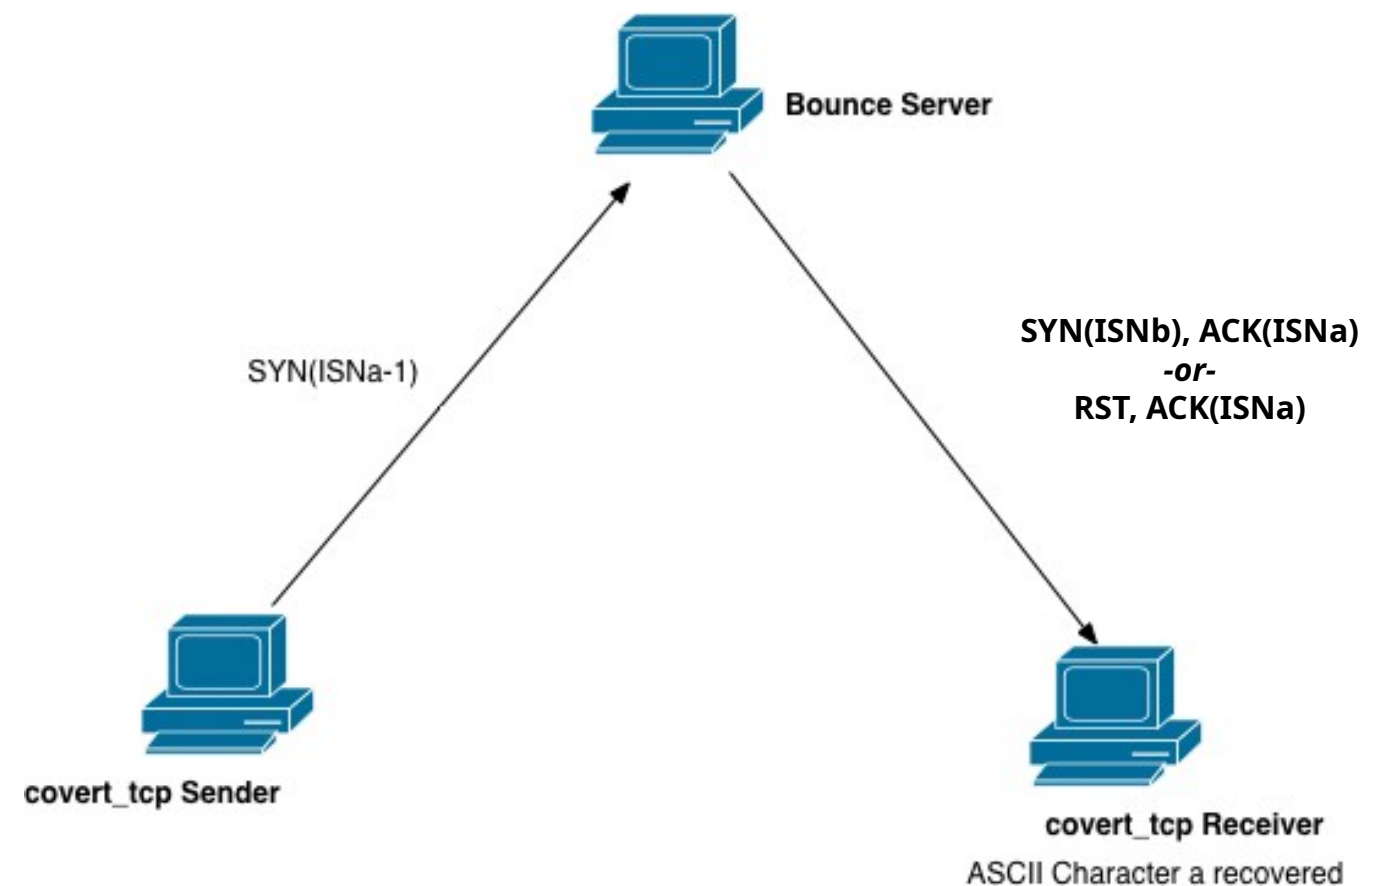 Bounce Server
SYN(ISNa-1)
SYN(ISNb), ACK(ISNa)
-or-
RST, ACK(ISNa)
covert_tcp Sender
covert_tcp Receiver
ASCII Character a recovered